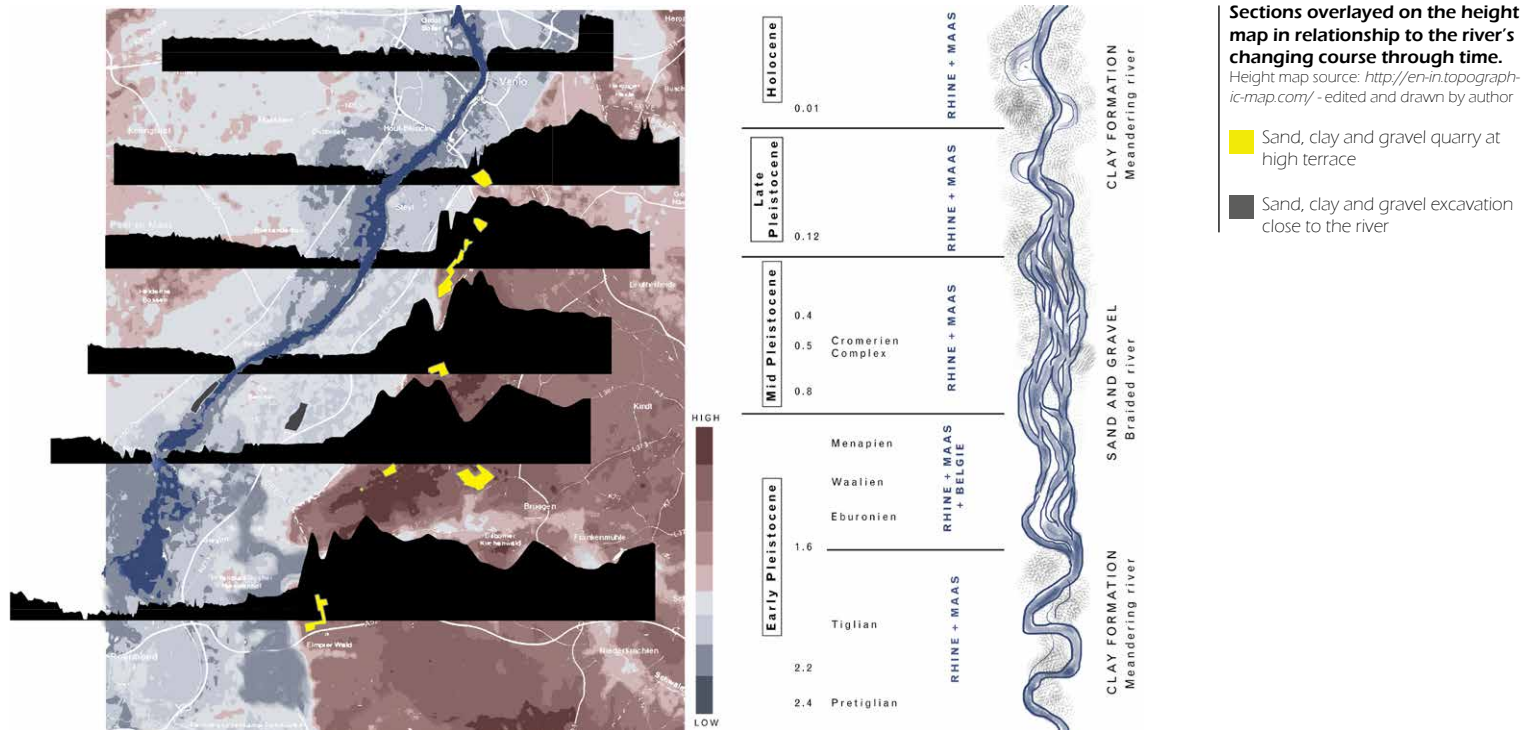 Venlo
Steyl
Kindt
Brüggen
Frankenmühle
Elmpter Wald
Niederkrüchten
Roermond
HIGH
LOW
Holocene
0.01
RHINE + MAAS
Late
Pleistocene
0.12
RHINE + MAAS
Mid Pleistocene
0.4
0.5
Cromerien
Complex
0.8
RHINE + MAAS
Early Pleistocene
Menapien
Waalien
Eburonien
RHINE + MAAS
+ BELGIE
1.6
Tiglian
2.2
2.4
Pretiglian
RHINE + MAAS
CLAY FORMATION
Meandering river
SAND AND GRAVEL
Braided river
CLAY FORMATION
Meandering river
Sections overlayed on the height
map in relationship to the river's
changing course through time.
Height map source: http://en-in.topograph-
ic-map.com/ - edited and drawn by author
Sand, clay and gravel quarry at
high terrace
Sand, clay and gravel excavation
close to the river